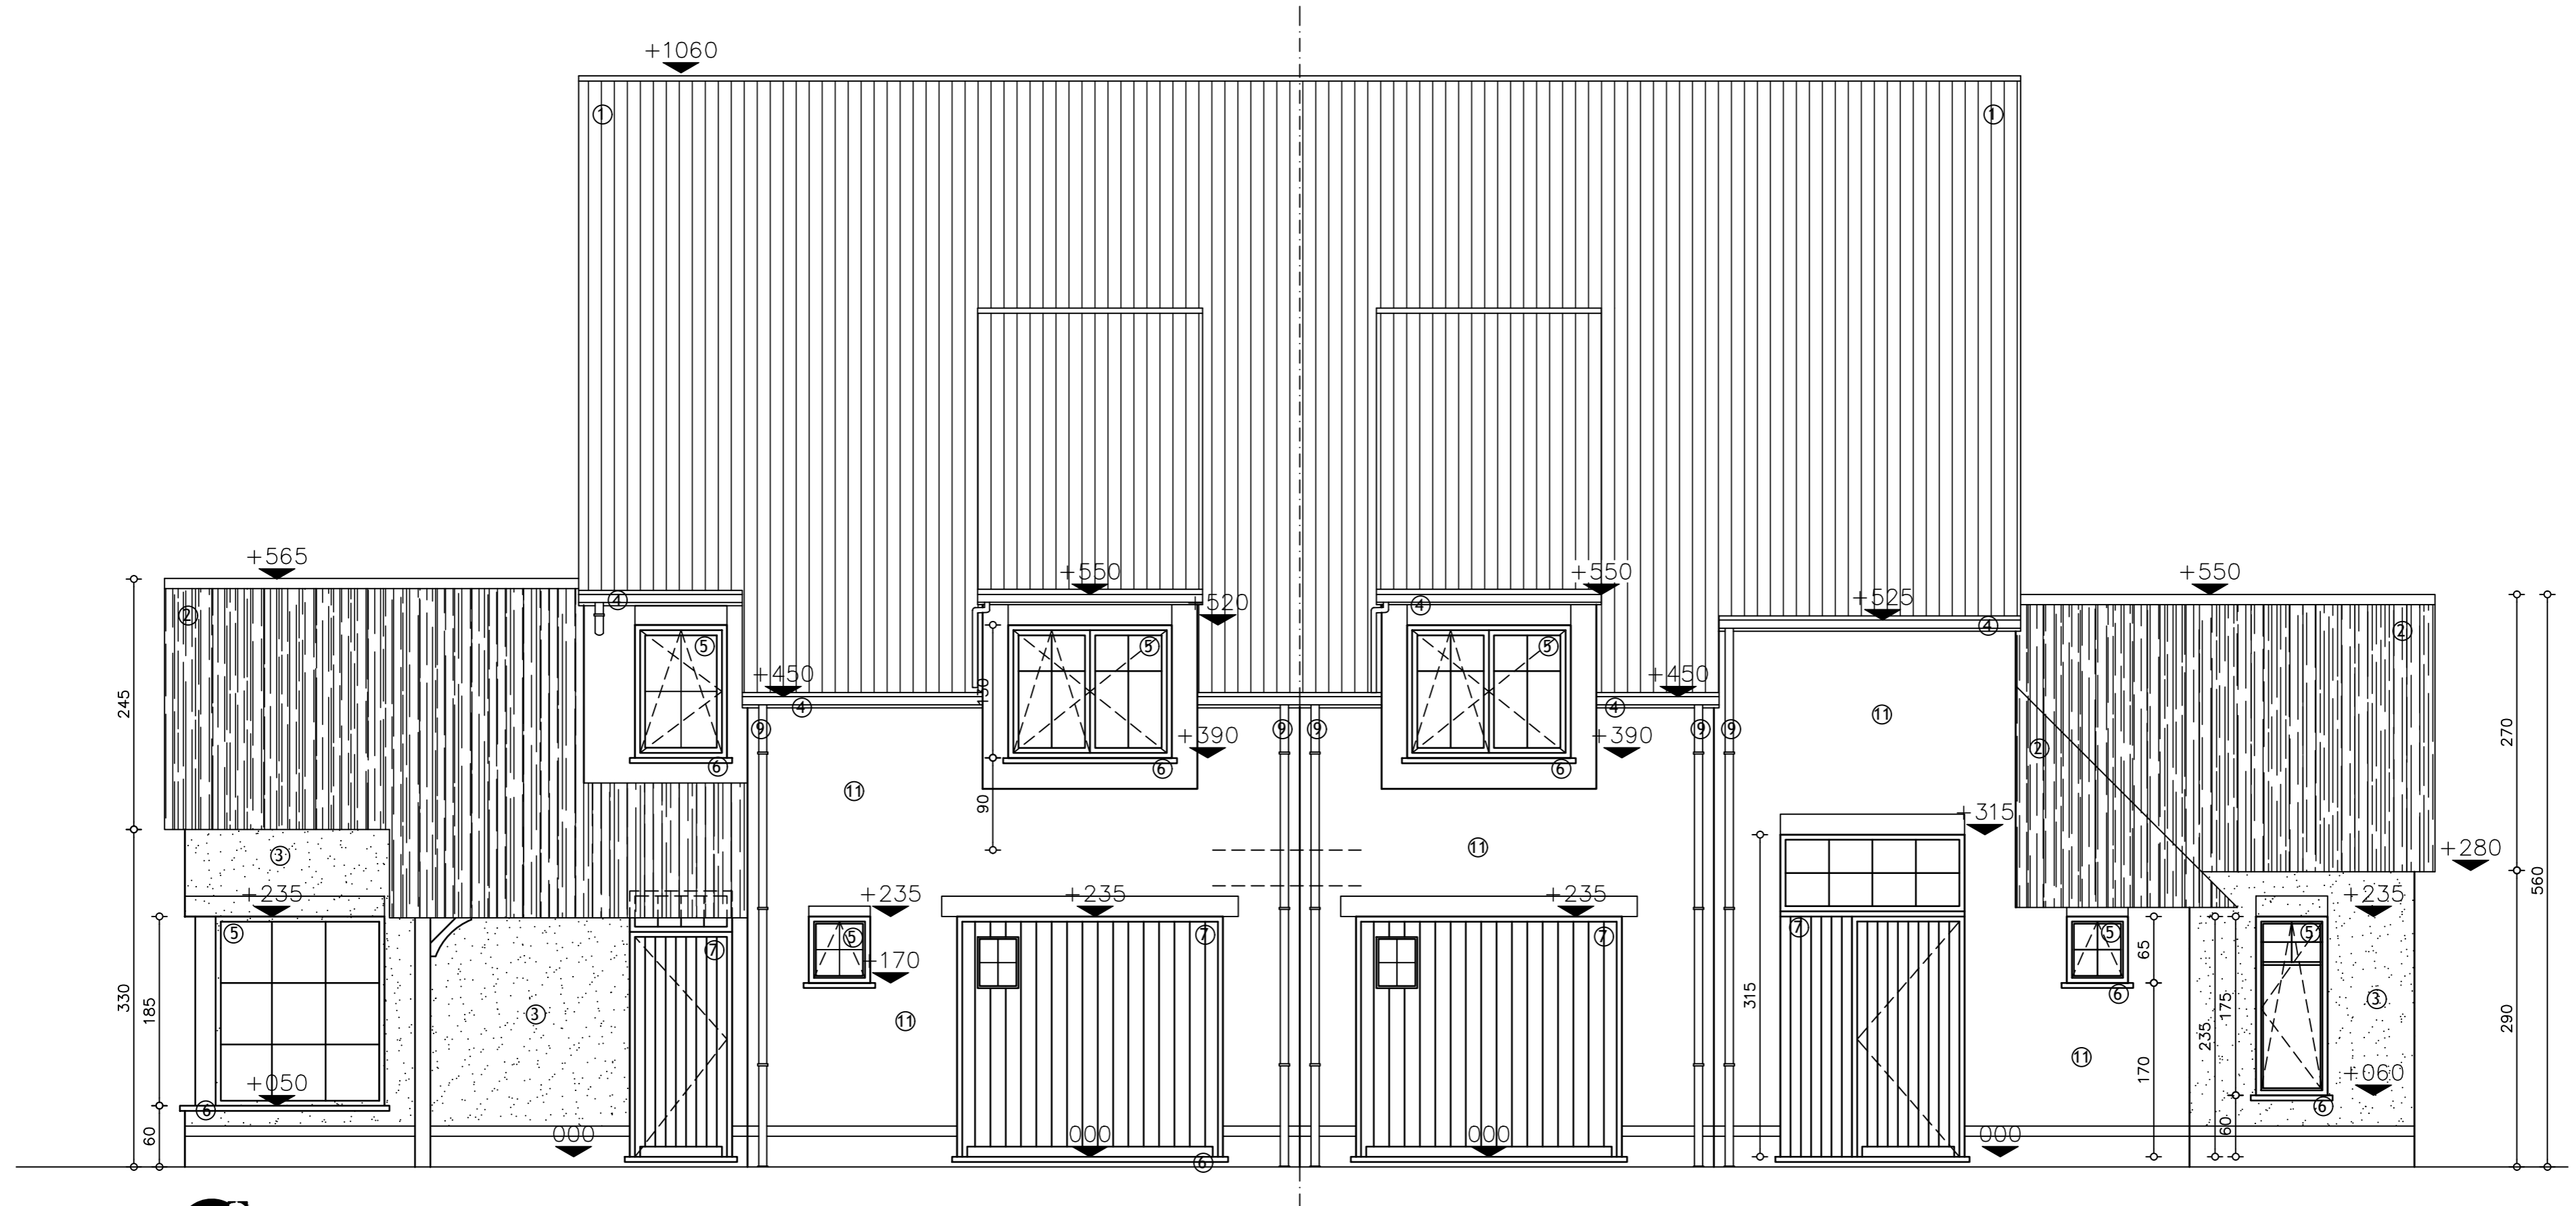 +1060
① ①
+565 +550 +550 +550
② ④ ④ +520 +525 ④ ② 
⑤ ⑤ ⑤
+450 +450
245 130 270
④ ④
⑨ ⑨ ⑨ ⑨ ⑨ ⑪
+390 +390 ②
⑥ ⑥ ⑥
⑪ 90
+315
③ ⑪ +280
560
+235 +235 +235 +235 +235
⑤ ⑦ ⑤ ⑦ ⑦ ⑦ ⑤ ⑤
+170 65
330 185 315 175 ⑥ ③
③ ⑪ 235 290
⑪
+050 170 +060
⑥ ⑥
60 000 000 000 000 60
⑥